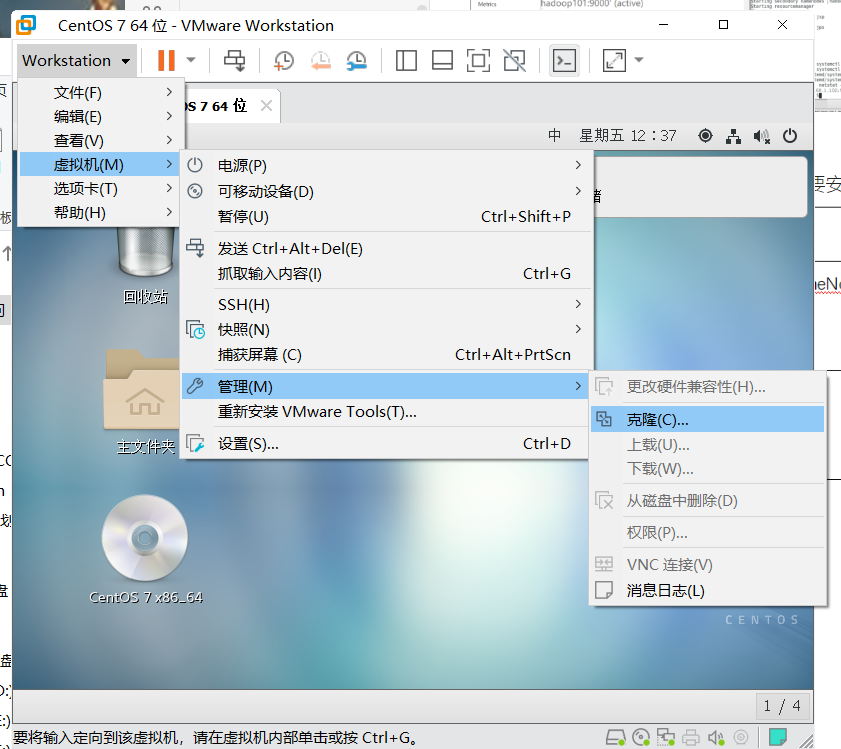 Metrics
hadoop101:9000' (active)
CentOS 7 64 位 - VMware Workstation
Workstation
OS 7 64 位
中 星期五 12：37
文件(F)
编辑(E)
查看(V)
虚拟机(M)
选项卡(T)
帮助(H)
电源(P)
可移动设备(D)
暂停(U) Ctrl+Shift+P
发送 Ctrl+Alt+Del(E)
抓取输入内容(I) Ctrl+G
SSH(H)
快照(N)
捕获屏幕 (C) Ctrl+Alt+PrtScn
管理(M)
重新安装 VMware Tools(T)...
设置(S)... Ctrl+D
更改硬件兼容性(H)...
克隆(C)...
上载(U)...
下载(W)...
从磁盘中删除(D)
权限(P)...
VNC 连接(V)
消息日志(L)
回收站
主文件夹
CentOS 7 x86_64
CENTOS
1 / 4
要将输入定向到该虚拟机，请在虚拟机内部单击或按 Ctrl+G。